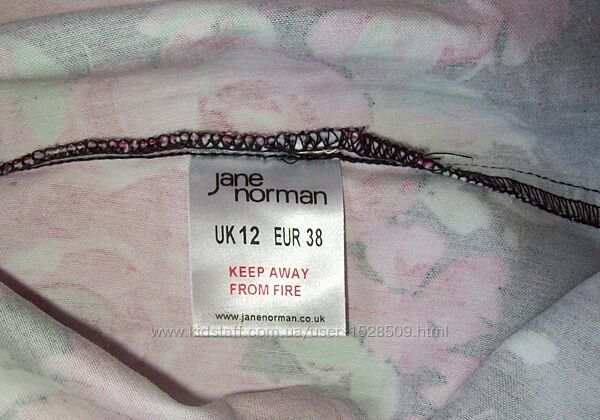 jane
norman
UK 12 EUR 38
KEEP AWAY
FROM FIRE
www.janenorman.co.uk
www.kidstaff.com.ua/users-1528509.html